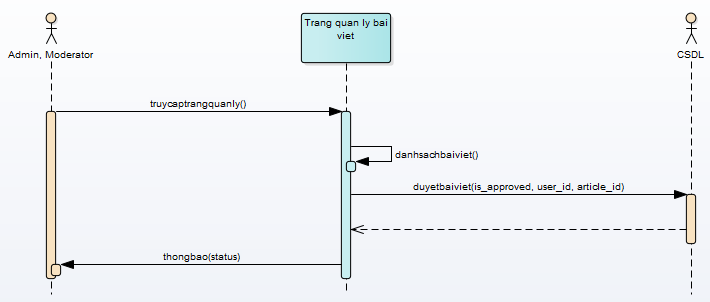 Trang quan ly bai
viet
Admin, Moderator
CSDL
truycaptrangquanly()
danhsachbaiviet()
duyetbaiviet(is_approved, user_id, article_id)
thongbao(status)